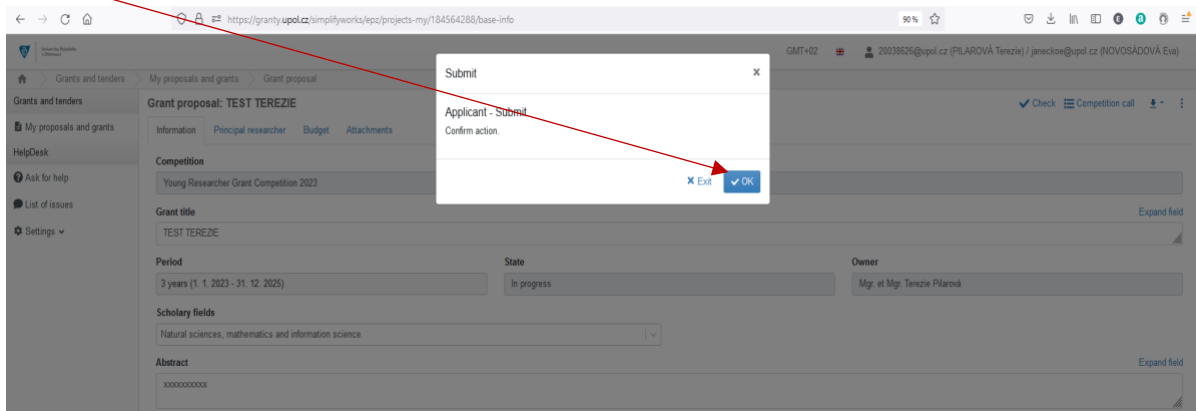 https://granty.upol.cz/simplifyworks/epz/projects-my/184564288/base-info
90 %
GMT+02
20038626@upol.cz (PILAROVÁ Terezie) / janeckoe@upol.cz (NOVOSÁDOVÁ Eva)
Grants and tenders
My proposals and grants
Grant proposal
Submit
x
Applicant - Submit
Confirm action.
Exit
OK
Grants and tenders
My proposals and grants
HelpDesk
Ask for help
List of issues
Settings
Grant proposal: TEST TEREZIE
Check
Competition call
Information
Principal researcher
Budget
Attachments
Competition
Young Researcher Grant Competition 2023
Grant title
Expand field
TEST TEREZIE
Period
State
Owner
3 years (1. 1. 2023 - 31. 12. 2025)
In progress
Mgr. et Mgr. Terezie Pilarová
Scholary fields
Natural sciences, mathematics and information science
Abstract
Expand field
xxxxxxxxxx